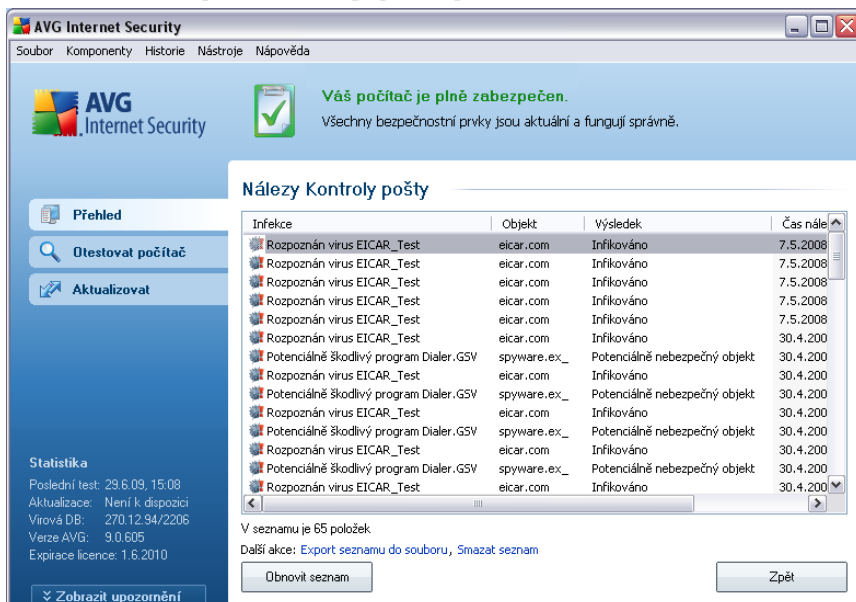 AVG Internet Security
Soubor Komponenty Historie Nástroje Nápověda
AVG
Internet Security
Váš počítač je plně zabezpečen.
Všechny bezpečnostní prvky jsou aktuální a fungují správně.
Přehled
Otestovat počítač
Aktualizovat
Nálezy Kontroly pošty
Infekce Objekt Výsledek Čas nále
Rozpoznán virus EICAR_Test eicar.com Infikováno 7.5.2008
Rozpoznán virus EICAR_Test eicar.com Infikováno 7.5.2008
Rozpoznán virus EICAR_Test eicar.com Infikováno 7.5.2008
Rozpoznán virus EICAR_Test eicar.com Infikováno 7.5.2008
Rozpoznán virus EICAR_Test eicar.com Infikováno 7.5.2008
Rozpoznán virus EICAR_Test eicar.com Infikováno 30.4.200
Potenciálně škodlivý program Dialer.GSV spyware.ex_ Potenciálně nebezpečný objekt 30.4.200
Rozpoznán virus EICAR_Test eicar.com Infikováno 30.4.200
Potenciálně škodlivý program Dialer.GSV spyware.ex_ Potenciálně nebezpečný objekt 30.4.200
Rozpoznán virus EICAR_Test eicar.com Infikováno 30.4.200
Potenciálně škodlivý program Dialer.GSV spyware.ex_ Potenciálně nebezpečný objekt 30.4.200
Rozpoznán virus EICAR_Test eicar.com Infikováno 30.4.200
Potenciálně škodlivý program Dialer.GSV spyware.ex_ Potenciálně nebezpečný objekt 30.4.200
Rozpoznán virus EICAR_Test eicar.com Infikováno 30.4.200
V seznamu je 65 položek
Další akce: Export seznamu do souboru, Smazat seznam
Obnovit seznam
Zpět
Statistika
Poslední test: 29.6.09, 15:08
Aktualizace: Není k dispozici
Virová DB: 270.12.94/2206
Verze AVG: 9.0.605
Expirace licence: 1.6.2010
Zobrazit upozornění